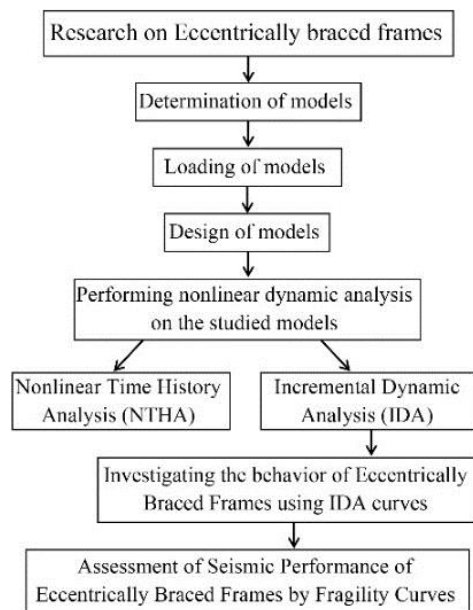 Research on Eccentrically braced frames
Determination of models
Loading of models
Design of models
Performing nonlinear dynamic analysis
on the studied models
Nonlinear Time History
Analysis (NTHA)
Incremental Dynamic
Analysis (IDA)
Investigating the behavior of Eccentrically
Braced Frames using IDA curves
Assessment of Seismic Performance of
Eccentrically Braced Frames by Fragility Curves